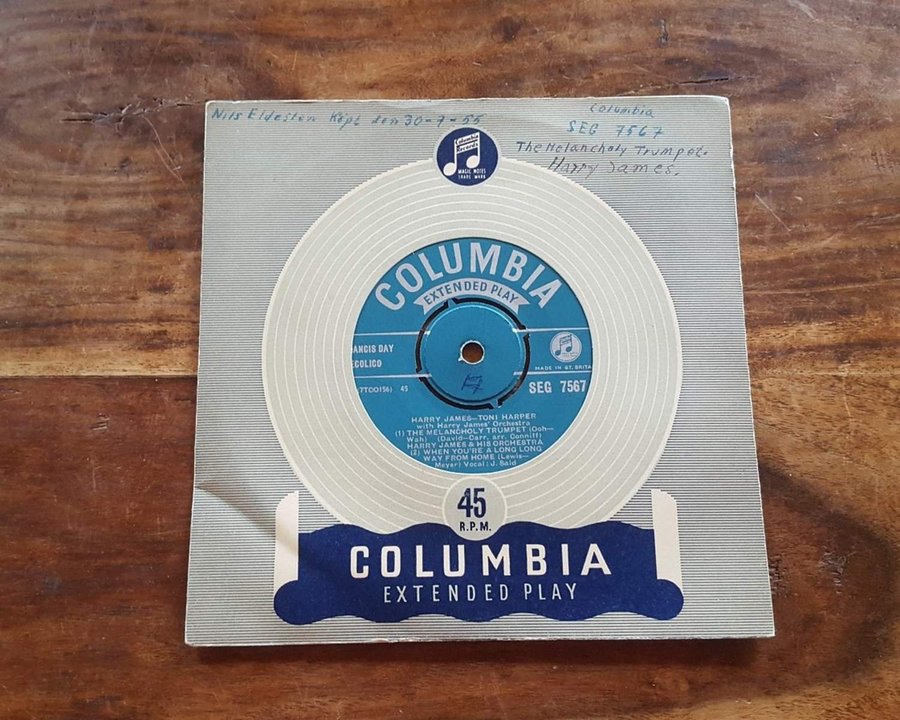 Nils Eldesten Köpt den 30-7-55
Columbia
SEG 7567
The Melancholy Trumpet.
Harry James.
Columbia
Records
MAGIC NOTES
TRADE MARK
COLUMBIA
EXTENDED PLAY
RANCIS DAY
ECOLICO
MADE IN GT. BRITA
7TCO156) 45
SEG 7567
HARRY JAMES—TONI HARPER
with Harry James' Orchestra
(1) THE MELANCHOLY TRUMPET (Ooh-
Wah) (David—Carr, arr. Conniff)
HARRY JAMES & HIS ORCHESTRA
(2) WHEN YOU'RE A LONG LONG
WAY FROM HOME (Lewis—
Meyer) Vocal: J. Said
45
R.P.M.
COLUMBIA
EXTENDED PLAY